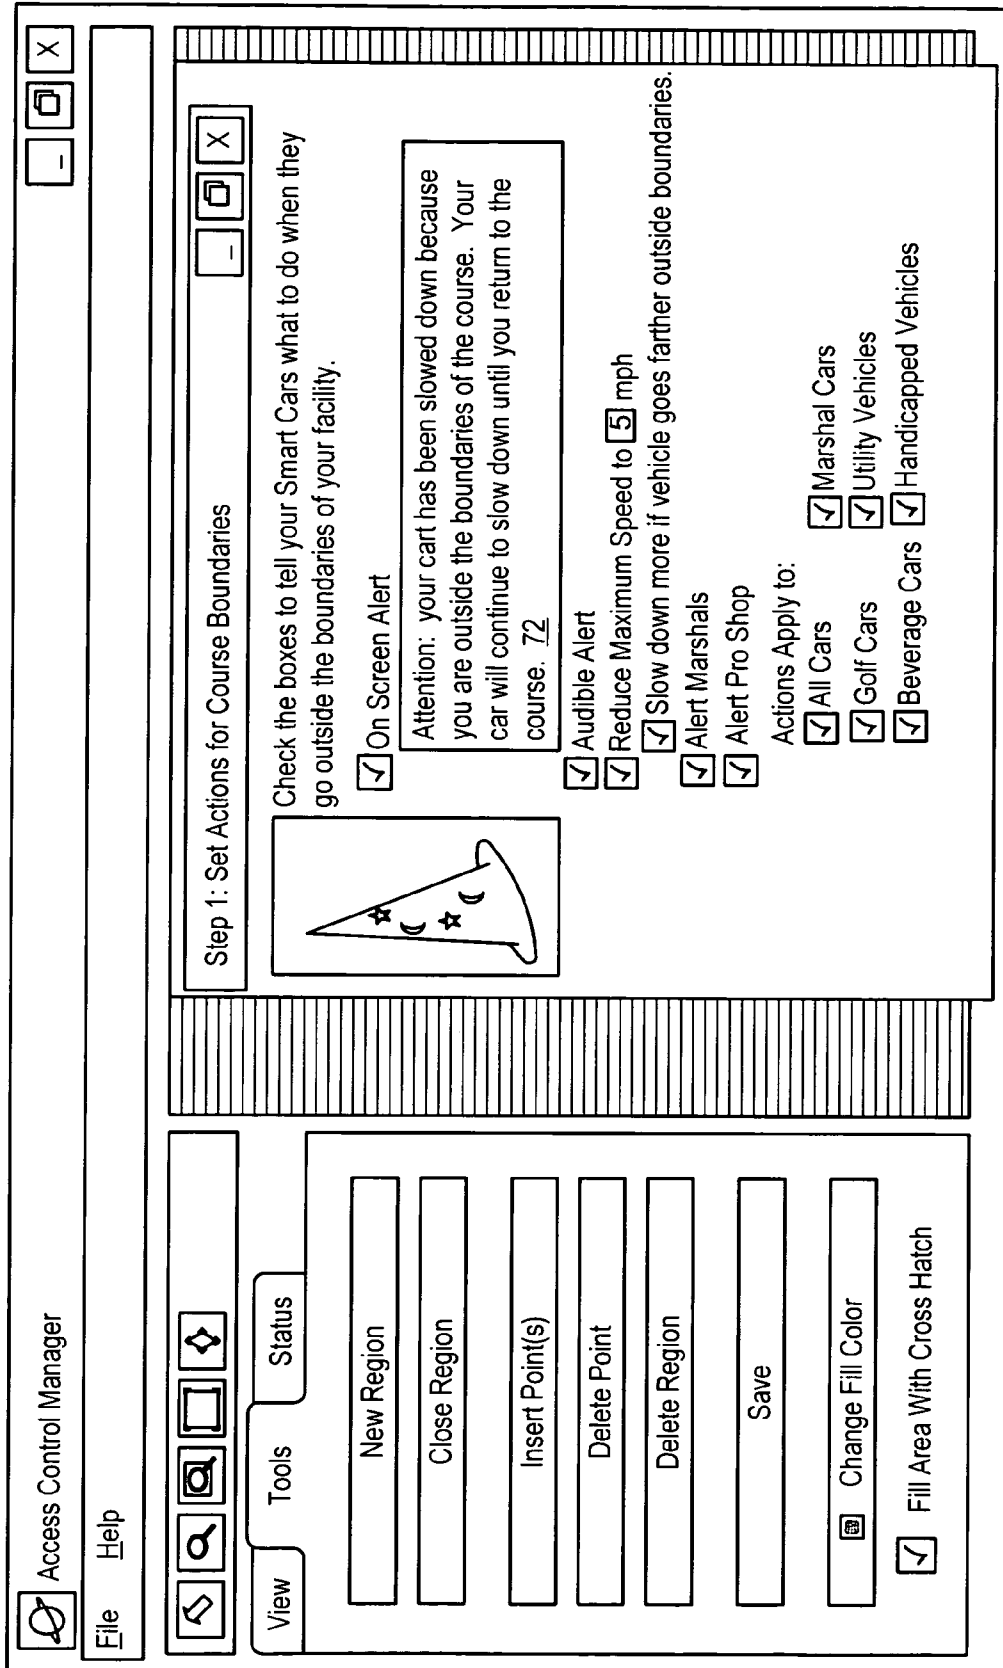 Access Control Manager
_ X
File Help
View Tools Status
New Region
Close Region
Insert Point(s)
Delete Point
Delete Region
Save
Change Fill Color
✓ Fill Area With Cross Hatch
Step 1: Set Actions for Course Boundaries
_ X
Check the boxes to tell your Smart Cars what to do when they
go outside the boundaries of your facility.
✓ On Screen Alert
Attention: your cart has been slowed down because
you are outside the boundaries of the course. Your
car will continue to slow down until you return to the
course. 72
✓ Audible Alert
✓ Reduce Maximum Speed to 5 mph
✓ Slow down more if vehicle goes farther outside boundaries.
✓ Alert Marshals
✓ Alert Pro Shop
Actions Apply to:
✓ All Cars ✓ Marshal Cars
✓ Golf Cars ✓ Utility Vehicles
✓ Beverage Cars ✓ Handicapped Vehicles